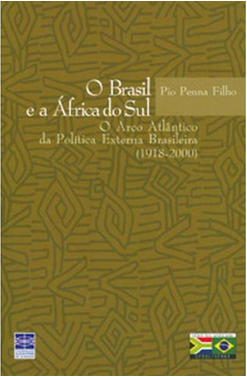 O Brasil
Pio Penna Filho
e a África do Sul
O Arco Atlântico
da Política Externa Brasileira
(1918-2000)